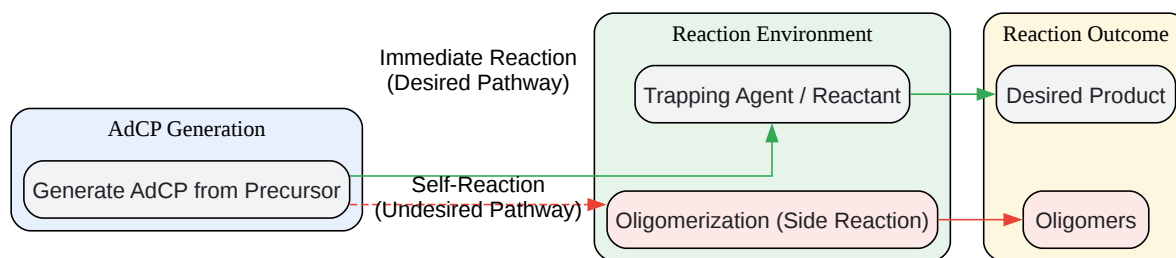 AdCP Generation
Generate AdCP from Precursor
Immediate Reaction
(Desired Pathway)
Self-Reaction
(Undesired Pathway)
Reaction Environment
Trapping Agent / Reactant
Oligomerization (Side Reaction)
Reaction Outcome
Desired Product
Oligomers